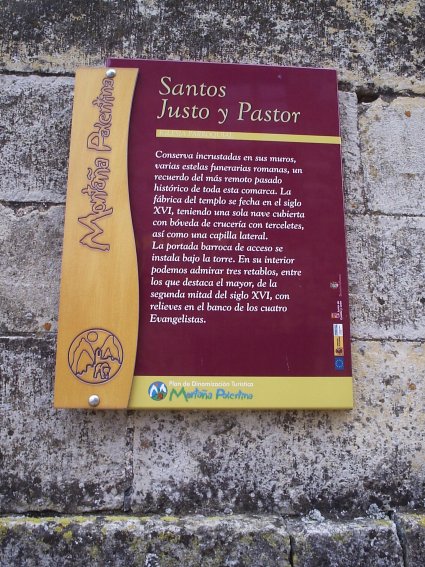 Montaña Palentina
Santos
Justo y Pastor
IGLESIA PARROQUIAL
Conserva incrustadas en sus muros,
varias estelas funerarias romanas, un
recuerdo del más remoto pasado
histórico de toda esta comarca. La
fábrica del templo se fecha en el siglo
XVI, teniendo una sola nave cubierta
con bóveda de crucería con terceletes,
así como una capilla lateral.
La portada barroca de acceso se
instala bajo la torre. En su interior
podemos admirar tres retablos, entre
los que destaca el mayor, de la
segunda mitad del siglo XVI, con
relieves en el banco de los cuatro
Evangelistas.
Plan de Dinamización Turística
Montaña Palentina